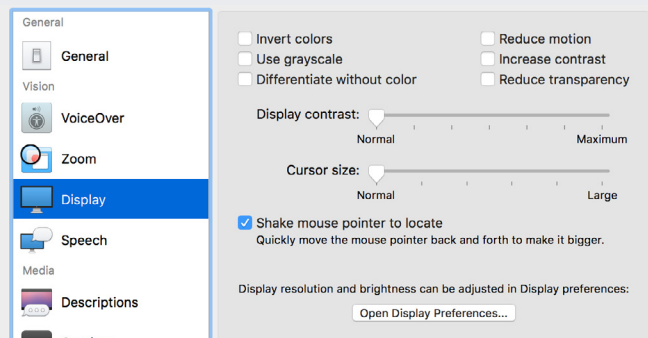 General
General
Vision
VoiceOver
Zoom
Display
Speech
Media
Descriptions
Invert colors
Reduce motion
Use grayscale
Increase contrast
Differentiate without color
Reduce transparency
Display contrast:
Normal
Maximum
Cursor size:
Normal
Large
Shake mouse pointer to locate
Quickly move the mouse pointer back and forth to make it bigger.
Display resolution and brightness can be adjusted in Display preferences:
Open Display Preferences...